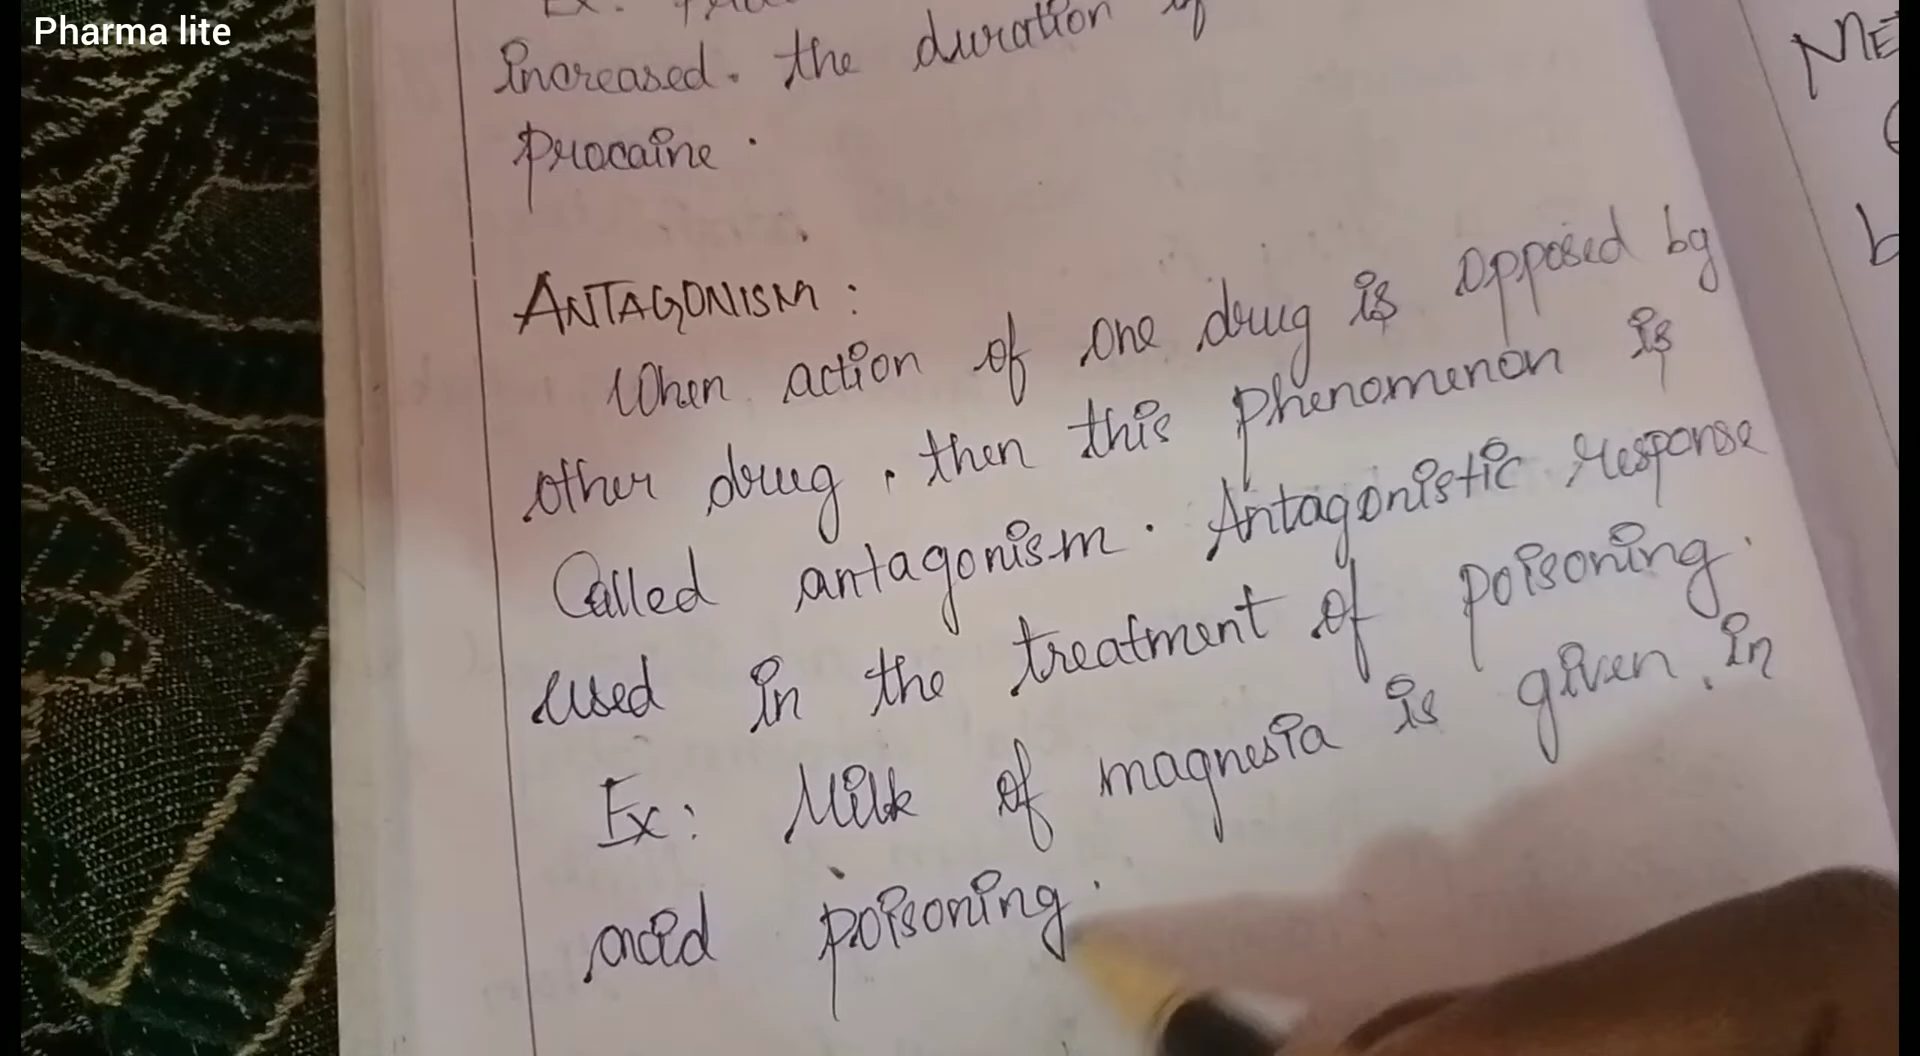 Pharma lite
Ex:
increased. the duration of
procaine.
ANTAGONISM:
When action of one drug is opposed by
other drug, then this phenomenon is
Called antagonism. Antagonistic response
used in the treatment of poisoning.
Ex: Milk of magnesia is given in
acid poisoning.
ME
b